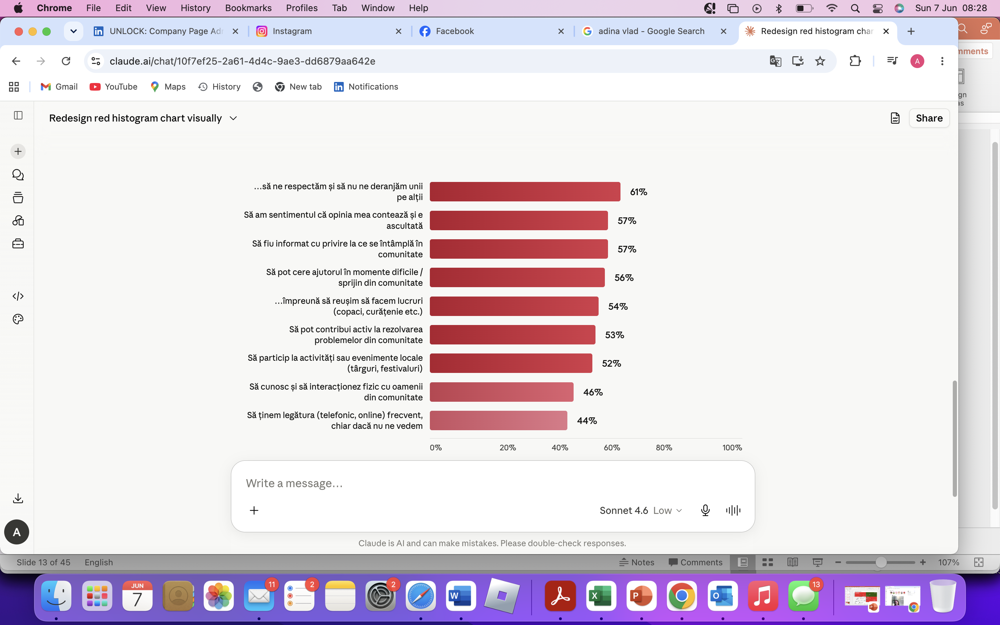 Chrome File Edit View History Bookmarks Profiles Tab Window Help Sun 7 Jun 08:28
UNLOCK: Company Page Adr Instagram Facebook adina vlad - Google Search Redesign red histogram char
claude.ai/chat/10f7ef25-2a61-4d4c-9ae3-dd6879aa642e A
mments
Gmail YouTube Maps History New tab Notifications
gn
as
Redesign red histogram chart visually Share
...să ne respectăm și să nu ne deranjăm unii
pe alții
61%
Să am sentimentul că opinia mea contează și e
ascultată
57%
Să fiu informat cu privire la ce se întâmplă în
comunitate
57%
Să pot cere ajutorul în momente dificile /
sprijin din comunitate
56%
...împreună să reușim să facem lucruri
(copaci, curățenie etc.)
54%
Să pot contribui activ la rezolvarea
problemelor din comunitate
53%
Să particip la activități sau evenimente locale
(târguri, festivaluri)
52%
Să cunosc și să interacționez fizic cu oamenii
din comunitate
46%
Să ținem legătura (telefonic, online) frecvent,
chiar dacă nu ne vedem
44%
0% 20% 40% 60% 80% 100%
Write a message...
Sonnet 4.6 Low
A
Claude is AI and can make mistakes. Please double-check responses.
Slide 13 of 45 English Notes Comments 107%
JUN
7
11
2
2
W
X
P
O
13